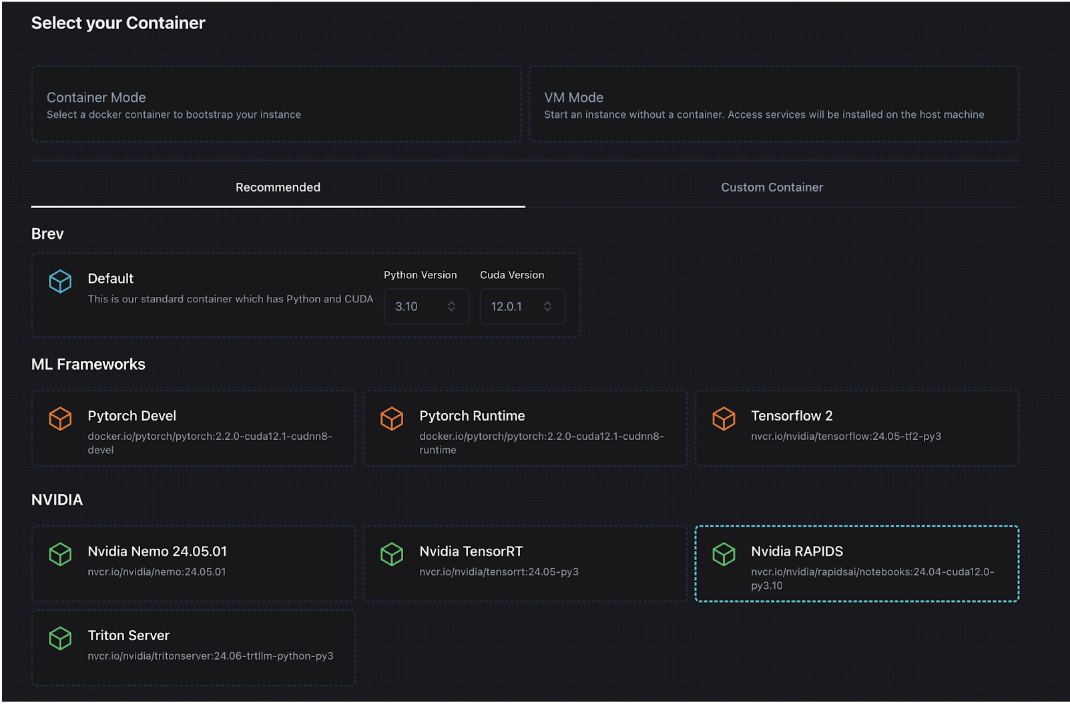 Select your Container
Container Mode
Select a docker container to bootstrap your instance
VM Mode
Start an instance without a container. Access services will be installed on the host machine
Recommended
Custom Container
Brev
Default
This is our standard container which has Python and CUDA
Python Version
3.10
Cuda Version
12.0.1
ML Frameworks
Pytorch Devel
docker.io/pytorch/pytorch:2.2.0-cuda12.1-cudnn8-
devel
Pytorch Runtime
docker.io/pytorch/pytorch:2.2.0-cuda12.1-cudnn8-
runtime
Tensorflow 2
nvcr.io/nvidia/tensorflow:24.05-tf2-py3
NVIDIA
Nvidia Nemo 24.05.01
nvcr.io/nvidia/nemo:24.05.01
Nvidia TensorRT
nvcr.io/nvidia/tensorrt:24.05-py3
Nvidia RAPIDS
nvcr.io/nvidia/rapidsai/notebooks:24.04-cuda12.0-
py3.10
Triton Server
nvcr.io/nvidia/tritonserver:24.06-trtllm-python-py3